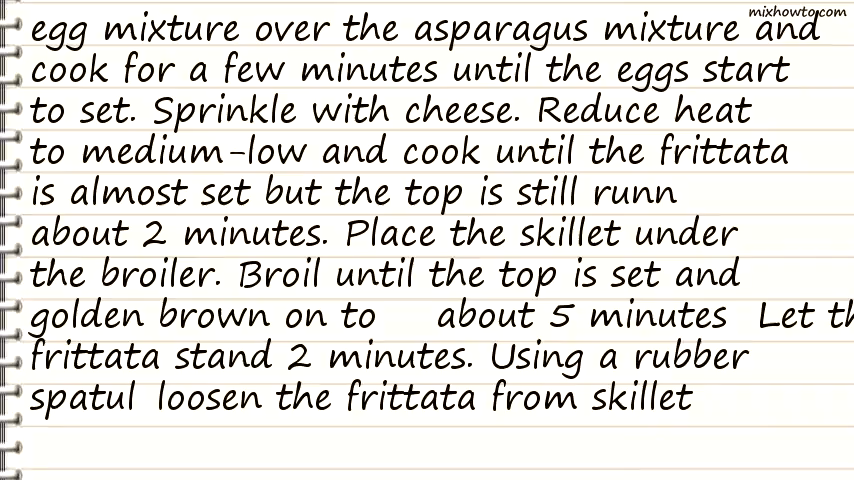 mixhowto.com
egg mixture over the asparagus mixture and
cook for a few minutes until the eggs start
to set. Sprinkle with cheese. Reduce heat
to medium-low and cook until the frittata
is almost set but the top is still runn
about 2 minutes. Place the skillet under
the broiler. Broil until the top is set and
golden brown on to about 5 minutes Let th
frittata stand 2 minutes. Using a rubber
spatul loosen the frittata from skillet